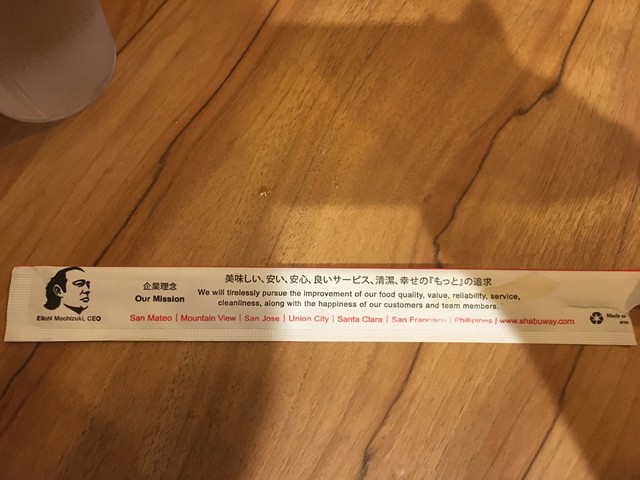 企業理念
Our Mission
美味しい、安い、安心、良いサービス、清潔、幸せの『もっと』の追求
We will tirelessly pursue the improvement of our food quality, value, reliability, service,
cleanliness, along with the happiness of our customers and team members.
Eiichi Mochizuki, CEO
San Mateo | Mountain View | San Jose | Union City | Santa Clara | San Francisco | Phillipines | www.shabuway.com
Made